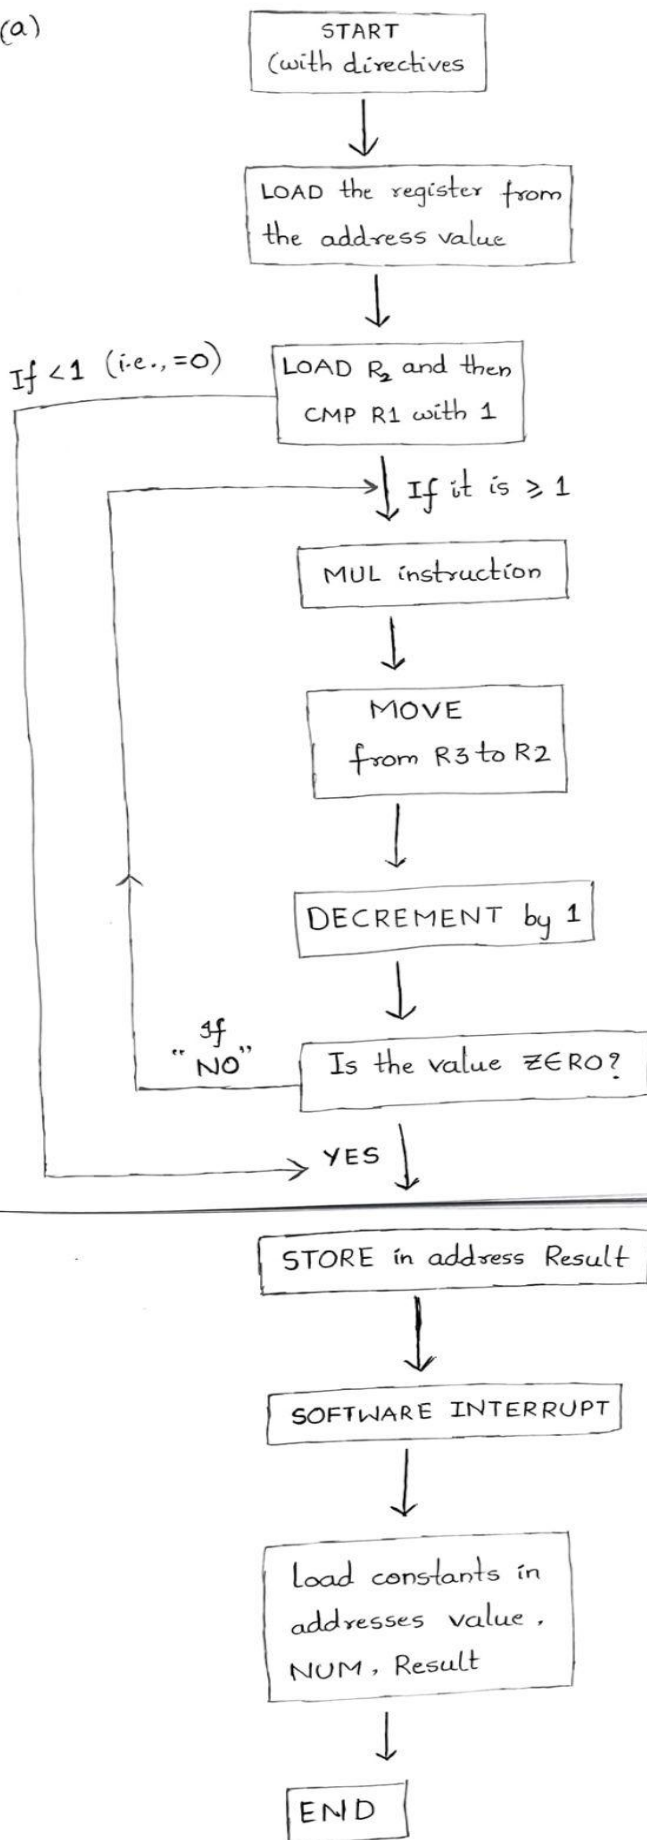 (a)
START
(with directives
LOAD the register from
the address value
If <1 (i.e.,=0)
LOAD R2 and then
CMP R1 with 1
If it is ≥ 1
MUL instruction
MOVE
from R3 to R2
DECREMENT by 1
If
"NO"
Is the value ZERO?
YES
STORE in address Result
SOFTWARE INTERRUPT
Load constants in
addresses value,
NUM, Result
END